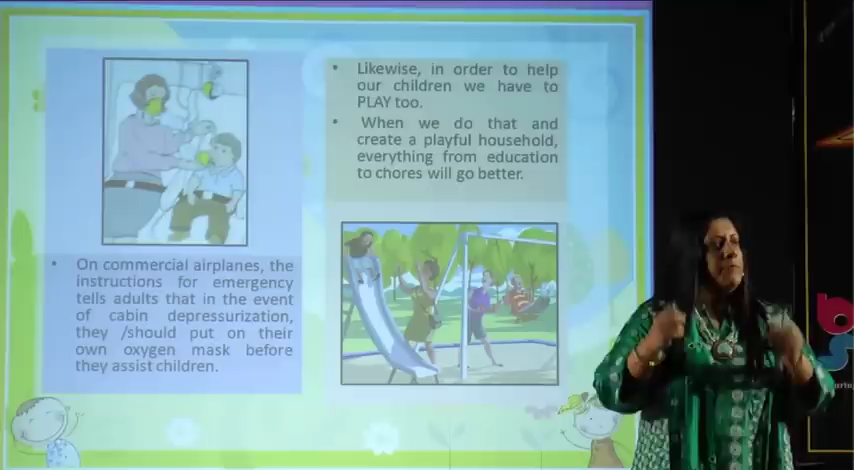 • Likewise, in order to help
our children we have to
PLAY too.
• When we do that and
create a playful household,
everything from education
to chores will go better.
• On commercial airplanes, the
instructions for emergency
tells adults that in the event
of cabin depressurization,
they /should put on their
own oxygen mask before
they assist children.